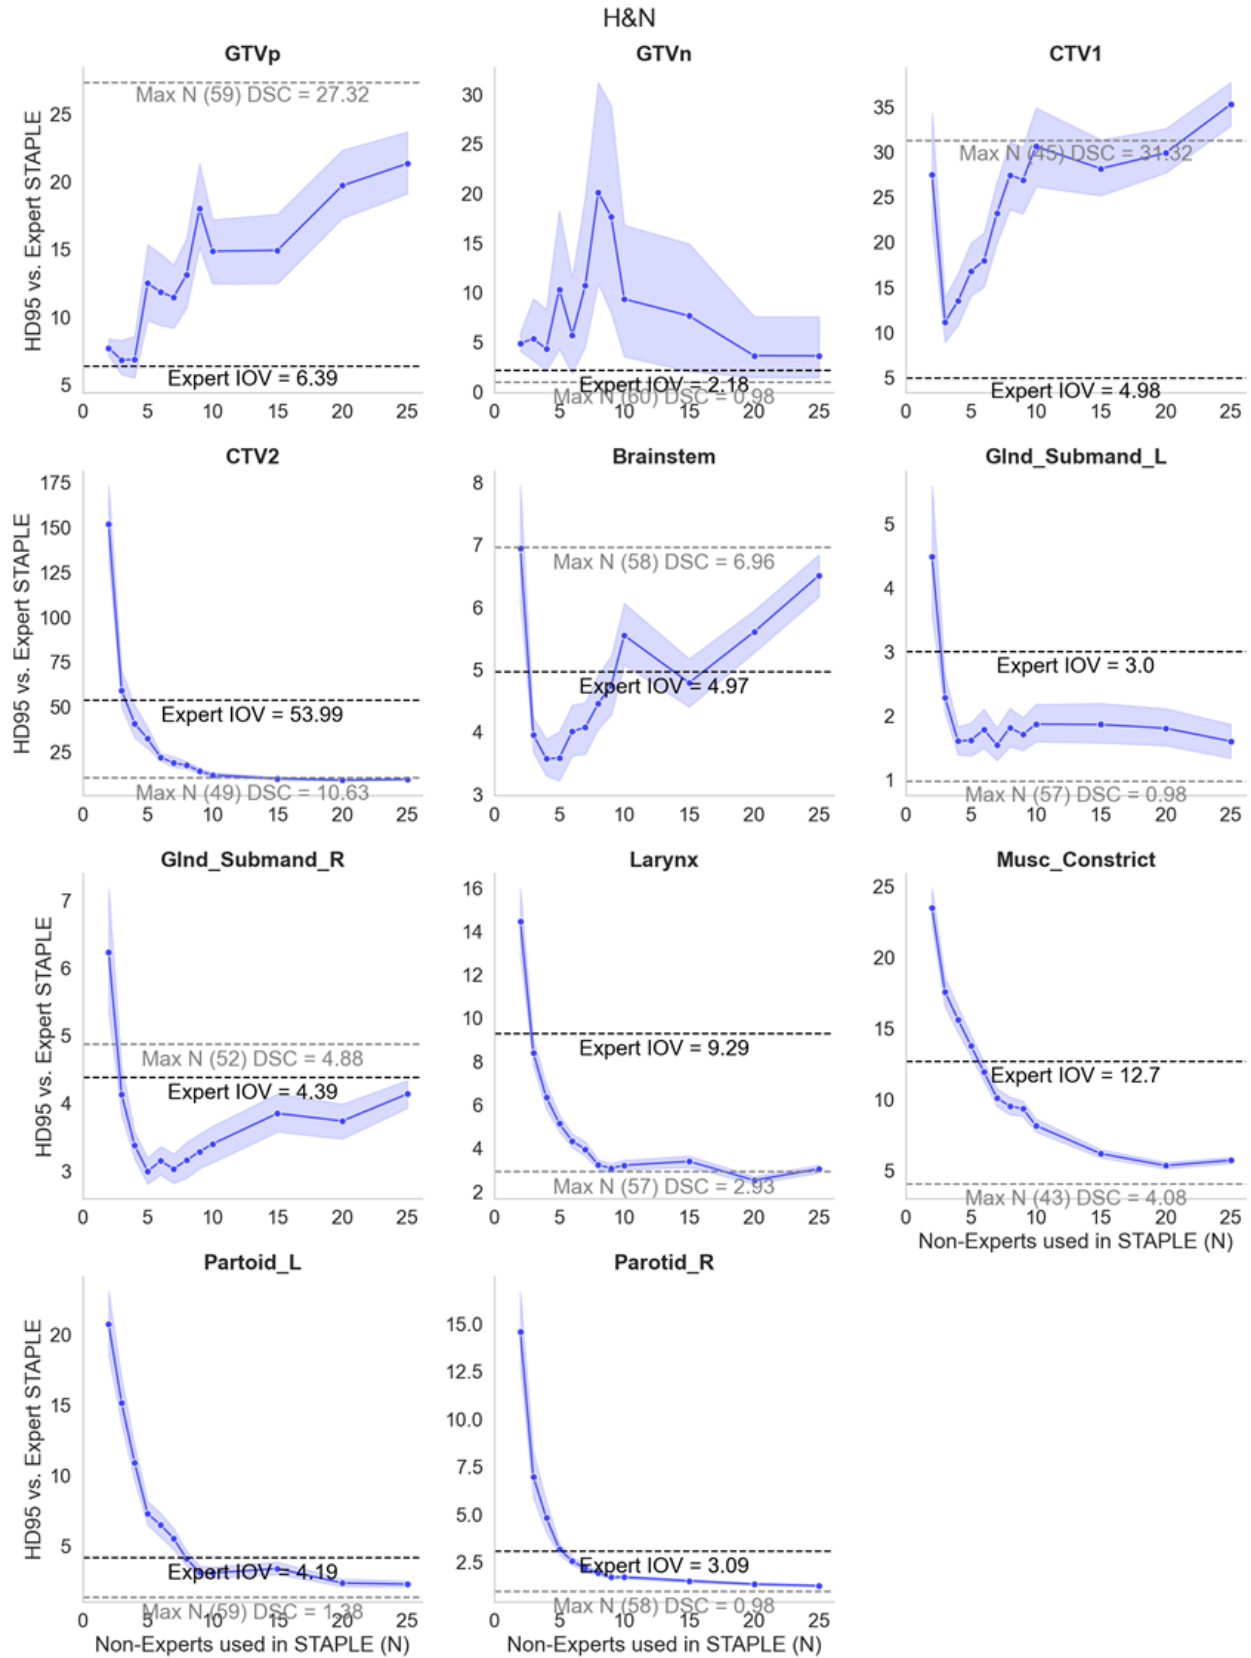 H&N
GTVp
GTVn
CTV1
HD95 vs. Expert STAPLE
25
20
15
10
5
Max N (59) DSC = 27.32
Expert IOV = 6.39
0 5 10 15 20 25
30
25
20
15
10
5
0
Expert IOV = 2.18
Max N (60) DSC = 0.98
0 5 10 15 20 25
35
30
25
20
15
10
5
Max N (45) DSC = 31.32
Expert IOV = 4.98
0 5 10 15 20 25
CTV2
Brainstem
Glnd_Submand_L
HD95 vs. Expert STAPLE
175
150
125
100
75
50
25
Expert IOV = 53.99
Max N (49) DSC = 10.63
0 5 10 15 20 25
8
7
6
5
4
3
Max N (58) DSC = 6.96
Expert IOV = 4.97
0 5 10 15 20 25
5
4
3
2
1
Expert IOV = 3.0
Max N (57) DSC = 0.98
0 5 10 15 20 25
Glnd_Submand_R
Larynx
Musc_Constrict
HD95 vs. Expert STAPLE
7
6
5
4
3
Max N (52) DSC = 4.88
Expert IOV = 4.39
0 5 10 15 20 25
16
14
12
10
8
6
4
2
Expert IOV = 9.29
Max N (57) DSC = 2.93
0 5 10 15 20 25
25
20
15
10
5
Expert IOV = 12.7
Max N (43) DSC = 4.08
0 5 10 15 20 25
Non-Experts used in STAPLE (N)
Partoid_L
Parotid_R
HD95 vs. Expert STAPLE
20
15
10
5
Expert IOV = 4.19
Max N (59) DSC = 1.38
0 5 10 15 20 25
Non-Experts used in STAPLE (N)
15.0
12.5
10.0
7.5
5.0
2.5
Expert IOV = 3.09
Max N (58) DSC = 0.98
0 5 10 15 20 25
Non-Experts used in STAPLE (N)